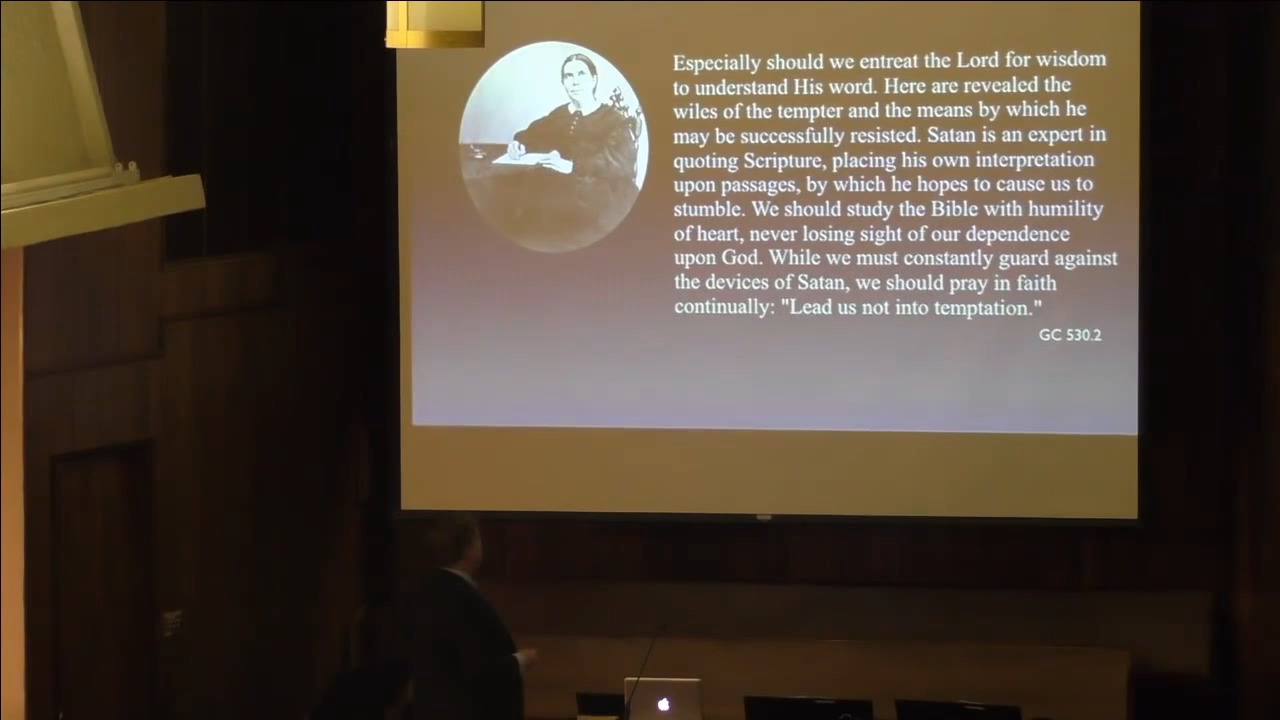 Especially should we entreat the Lord for wisdom
to understand His word. Here are revealed the
wiles of the tempter and the means by which he
may be successfully resisted. Satan is an expert in
quoting Scripture, placing his own interpretation
upon passages, by which he hopes to cause us to
stumble. We should study the Bible with humility
of heart, never losing sight of our dependence
upon God. While we must constantly guard against
the devices of Satan, we should pray in faith
continually: "Lead us not into temptation."
GC 530.2